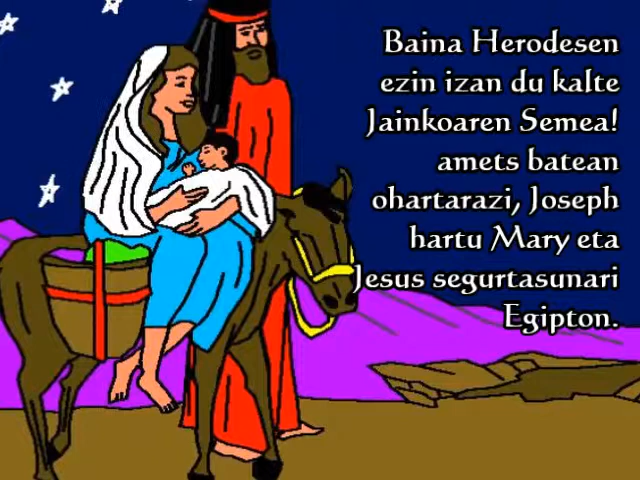 Baina Herodesen
ezin izan du kalte
Jainkoaren Semea!
amets batean
ohartarazi, Joseph
hartu Mary eta
Jesus segurtasunari
Egipton.